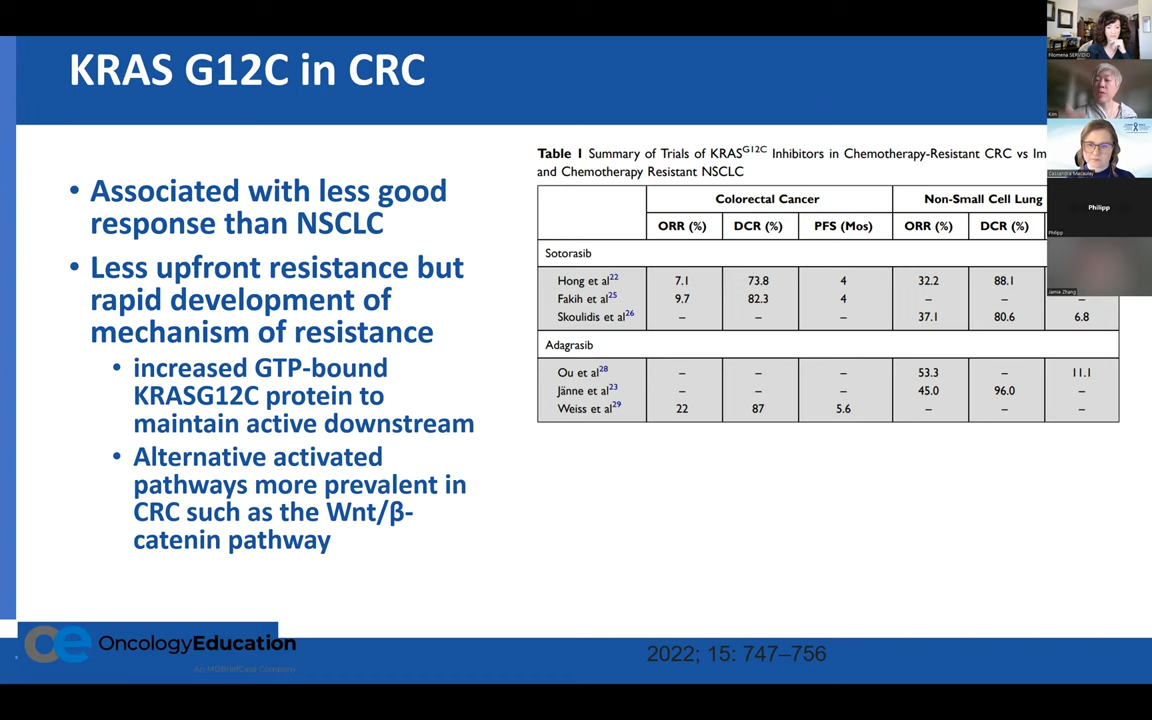 KRAS G12C in CRC
• Associated with less good
response than NSCLC
• Less upfront resistance but
rapid development of
mechanism of resistance
• increased GTP-bound
KRASG12C protein to
maintain active downstream
• Alternative activated
pathways more prevalent in
CRC such as the Wnt/β-
catenin pathway
Table 1 Summary of Trials of KRASG12C Inhibitors in Chemotherapy-Resistant CRC vs Im
and Chemotherapy Resistant NSCLC
Colorectal Cancer Non-Small Cell Lung
ORR (%) DCR (%) PFS (Mos) ORR (%) DCR (%)
Sotorasib
Hong et al22 7.1 73.8 4 32.2 88.1
Fakih et al25 9.7 82.3 4 – –
Skoulidis et al26 – – – 37.1 80.6 6.8
Adagrasib
Ou et al28 – – – 53.3 – 11.1
Jänne et al23 – – – 45.0 96.0 –
Weiss et al29 22 87 5.6 – – –
Filomena SERVIDIO
Kim
Cassandra Macaulay
Philipp
Philipp
Jamie Zhang
oe OncologyEducation
An MDBriefCase Company
2022; 15: 747–756